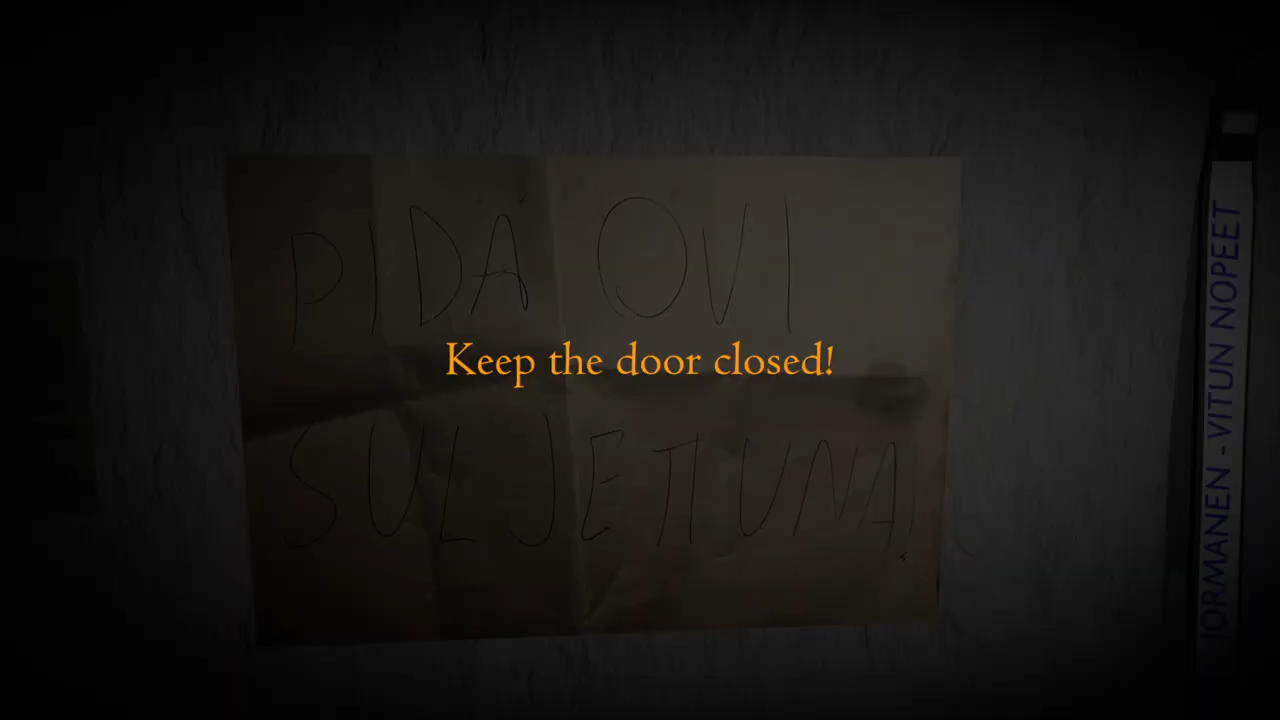 PIDÄ OVI
Keep the door closed!
SULJETTUNA!
JORMANEN - VITUN NOPEET